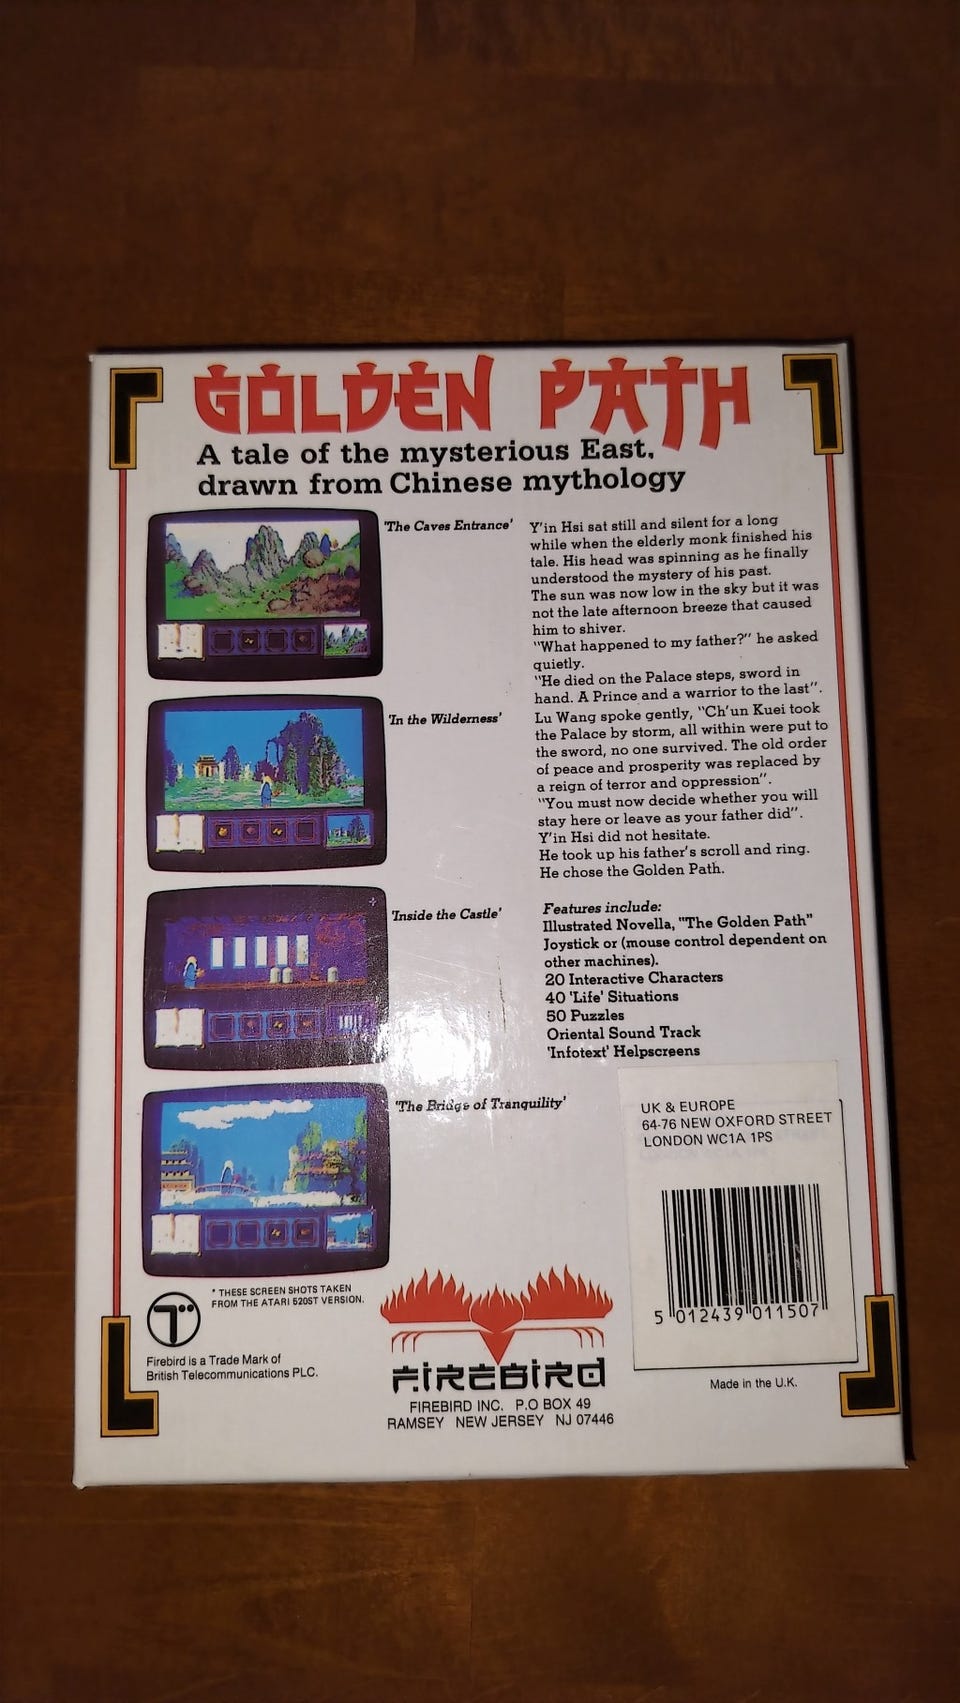 GOLDEN PATH
A tale of the mysterious East,
drawn from Chinese mythology
'The Caves Entrance'
'In the Wilderness'
'Inside the Castle'
'The Bridge of Tranquility'
Y'in Hsi sat still and silent for a long
while when the elderly monk finished his
tale. His head was spinning as he finally
understood the mystery of his past.
The sun was now low in the sky but it was
not the late afternoon breeze that caused
him to shiver.
"What happened to my father?" he asked
quietly.
"He died on the Palace steps, sword in
hand. A Prince and a warrior to the last".
Lu Wang spoke gently, "Ch'un Kuei took
the Palace by storm, all within were put to
the sword, no one survived. The old order
of peace and prosperity was replaced by
a reign of terror and oppression".
"You must now decide whether you will
stay here or leave as your father did".
Y'in Hsi did not hesitate.
He took up his father's scroll and ring.
He chose the Golden Path.
Features include:
Illustrated Novella, "The Golden Path"
Joystick or (mouse control dependent on
other machines).
20 Interactive Characters
40 'Life' Situations
50 Puzzles
Oriental Sound Track
'Infotext' Helpscreens
UK & EUROPE
64-76 NEW OXFORD STREET
LONDON WC1A 1PS
5 012439 011507
Made in the U.K.
* THESE SCREEN SHOTS TAKEN
FROM THE ATARI 520ST VERSION.
T
Firebird is a Trade Mark of
British Telecommunications PLC.
FIREBIRD
FIREBIRD INC. P.O BOX 49
RAMSEY NEW JERSEY NJ 07446